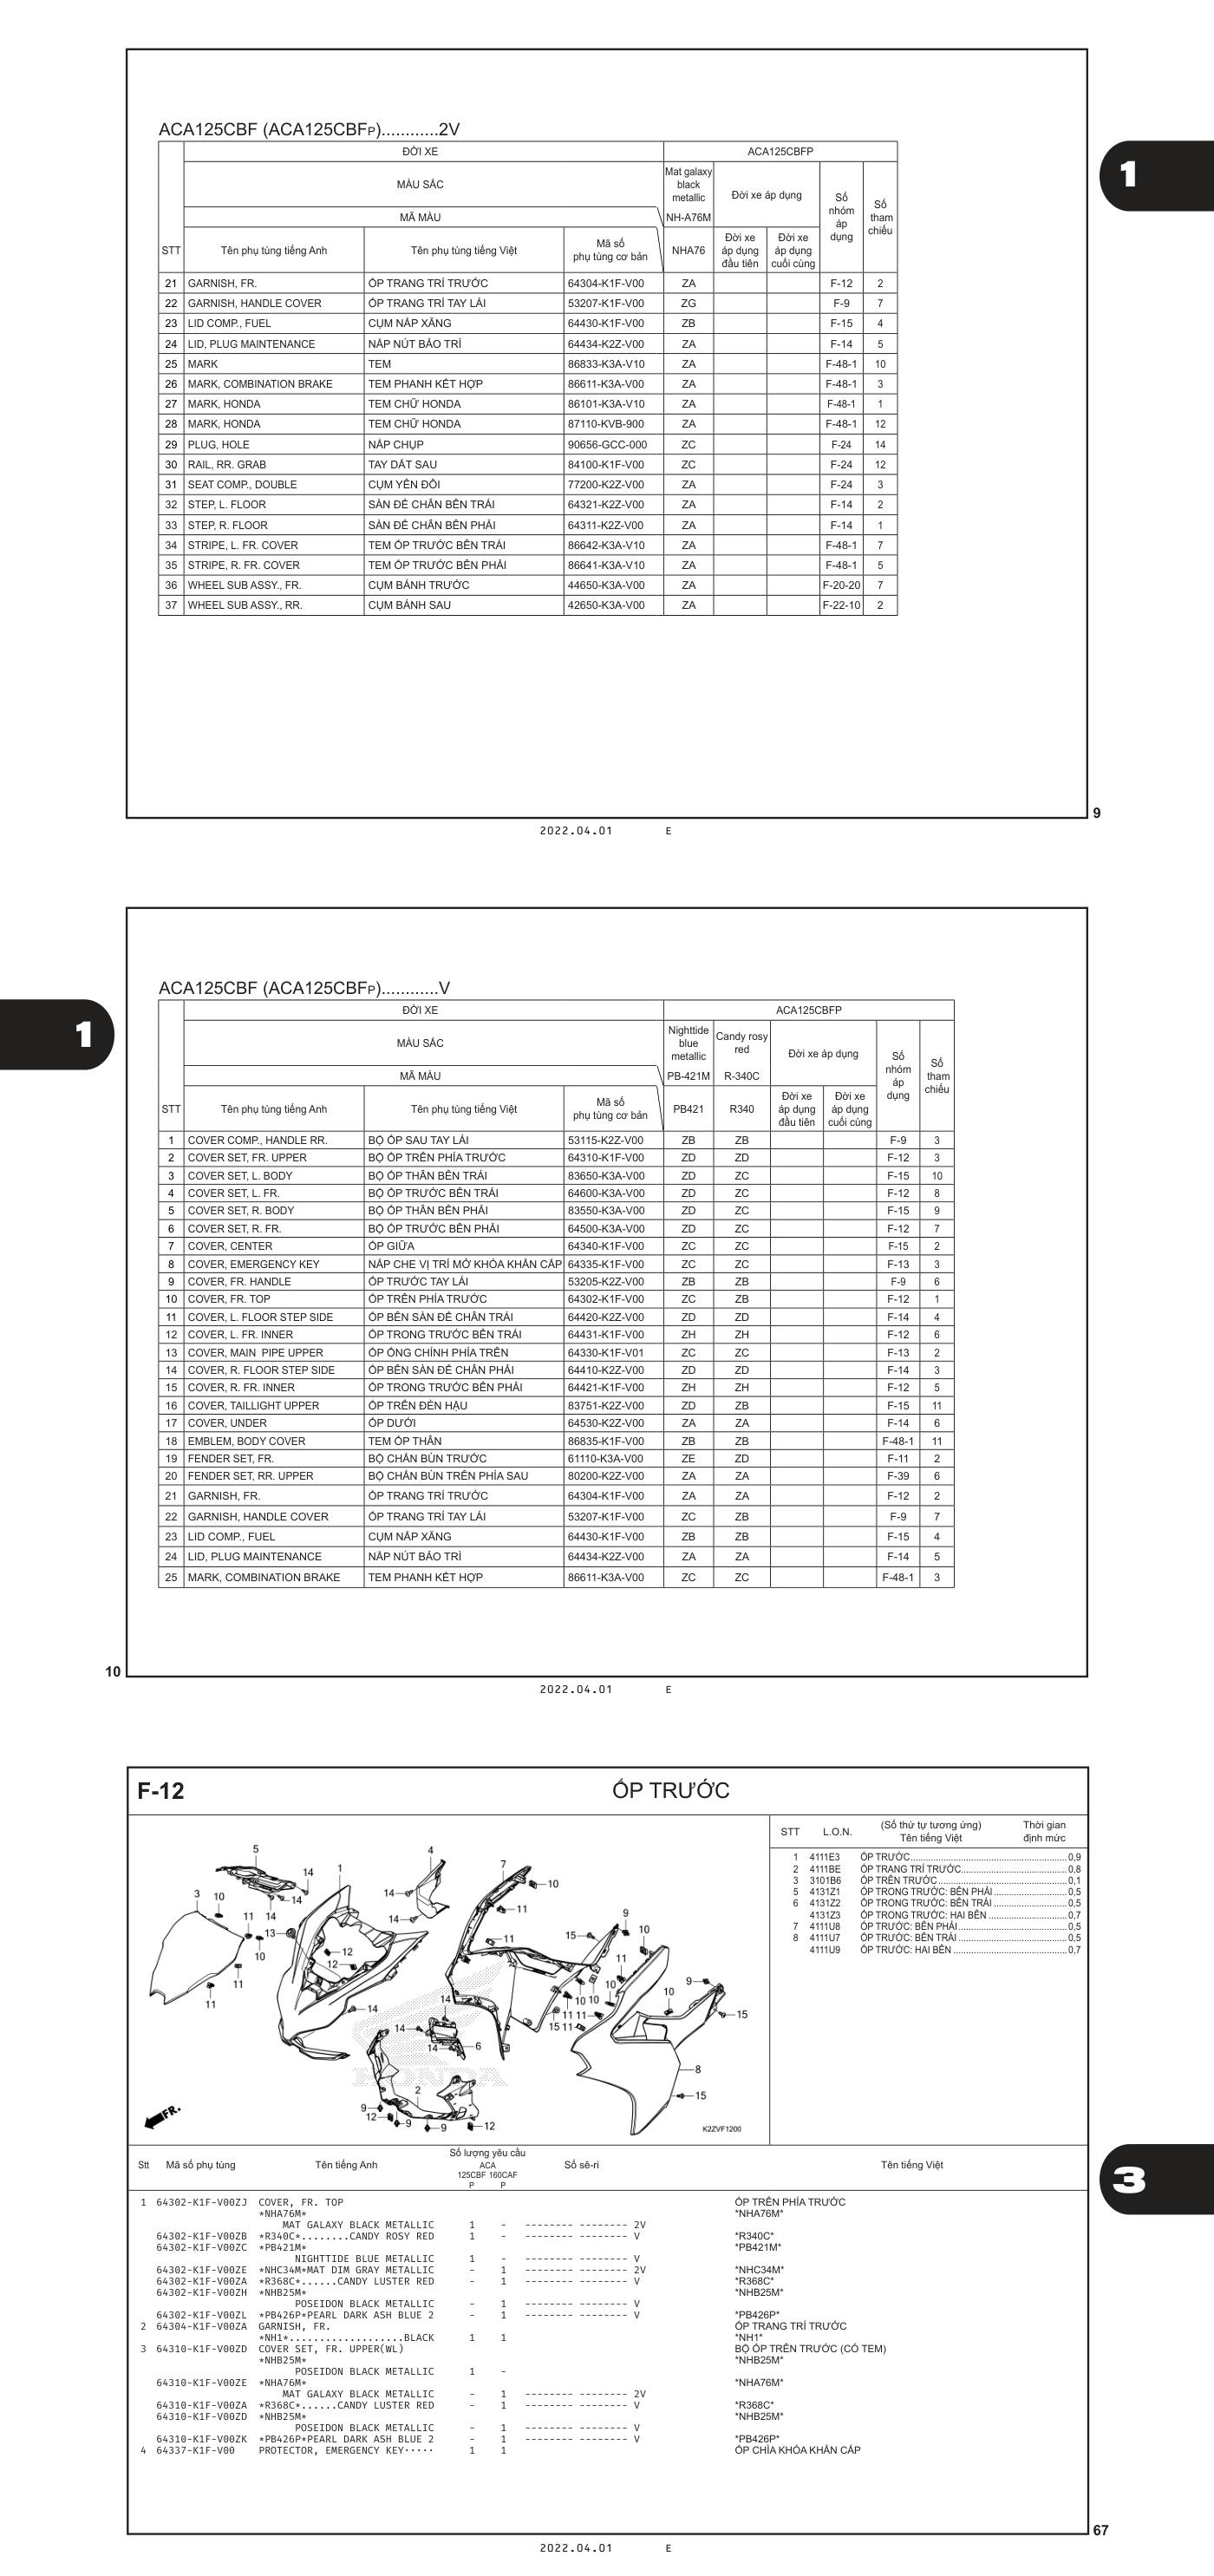 ACA125CBF (ACA125CBFP)............2V
ĐỜI XE ACA125CBFP
MÀU SẮC Mat galaxy black metallic Đời xe áp dụng Số nhóm áp dụng Số tham chiếu
MÃ MÀU NH-A76M
STT Tên phụ tùng tiếng Anh Tên phụ tùng tiếng Việt Mã số phụ tùng cơ bản NHA76 Đời xe áp dụng đầu tiên Đời xe áp dụng cuối cùng
21 GARNISH, FR. ỐP TRANG TRÍ TRƯỚC 64304-K1F-V00 ZA F-12 2
22 GARNISH, HANDLE COVER ỐP TRANG TRÍ TAY LÁI 53207-K1F-V00 ZG F-9 7
23 LID COMP., FUEL CỤM NẮP XĂNG 64430-K1F-V00 ZB F-15 4
24 LID, PLUG MAINTENANCE NẮP NÚT BẢO TRÌ 64434-K2Z-V00 ZA F-14 5
25 MARK TEM 86833-K3A-V10 ZA F-48-1 10
26 MARK, COMBINATION BRAKE TEM PHANH KẾT HỢP 86611-K3A-V00 ZA F-48-1 3
27 MARK, HONDA TEM CHỮ HONDA 86101-K3A-V10 ZA F-48-1 1
28 MARK, HONDA TEM CHỮ HONDA 87110-KVB-900 ZA F-48-1 12
29 PLUG, HOLE NẮP CHỤP 90656-GCC-000 ZC F-24 14
30 RAIL, RR. GRAB TAY DẮT SAU 84100-K1F-V00 ZC F-24 12
31 SEAT COMP., DOUBLE CỤM YÊN ĐÔI 77200-K2Z-V00 ZA F-24 3
32 STEP, L. FLOOR SÀN ĐỂ CHÂN BÊN TRÁI 64321-K2Z-V00 ZA F-14 2
33 STEP, R. FLOOR SÀN ĐỂ CHÂN BÊN PHẢI 64311-K2Z-V00 ZA F-14 1
34 STRIPE, L. FR. COVER TEM ỐP TRƯỚC BÊN TRÁI 86642-K3A-V10 ZA F-48-1 7
35 STRIPE, R. FR. COVER TEM ỐP TRƯỚC BÊN PHẢI 86641-K3A-V10 ZA F-48-1 5
36 WHEEL SUB ASSY., FR. CỤM BÁNH TRƯỚC 44650-K3A-V00 ZA F-20-20 7
37 WHEEL SUB ASSY., RR. CỤM BÁNH SAU 42650-K3A-V00 ZA F-22-10 2
1
9
2022.04.01 E
ACA125CBF (ACA125CBFP)............V
1
ĐỜI XE ACA125CBFP
MÀU SẮC Nighttide blue metallic Candy rosy red Đời xe áp dụng Số nhóm áp dụng Số tham chiếu
MÃ MÀU PB-421M R-340C
STT Tên phụ tùng tiếng Anh Tên phụ tùng tiếng Việt Mã số phụ tùng cơ bản PB421 R340 Đời xe áp dụng đầu tiên Đời xe áp dụng cuối cùng
1 COVER COMP., HANDLE RR. BỘ ỐP SAU TAY LÁI 53115-K2Z-V00 ZB ZB F-9 3
2 COVER SET, FR. UPPER BỘ ỐP TRÊN PHÍA TRƯỚC 64310-K1F-V00 ZD ZD F-12 3
3 COVER SET, L. BODY BỘ ỐP THÂN BÊN TRÁI 83650-K3A-V00 ZD ZC F-15 10
4 COVER SET, L. FR. BỘ ỐP TRƯỚC BÊN TRÁI 64600-K3A-V00 ZD ZC F-12 8
5 COVER SET, R. BODY BỘ ỐP THÂN BÊN PHẢI 83550-K3A-V00 ZD ZC F-15 9
6 COVER SET, R. FR. BỘ ỐP TRƯỚC BÊN PHẢI 64500-K3A-V00 ZD ZC F-12 7
7 COVER, CENTER ỐP GIỮA 64340-K1F-V00 ZC ZC F-15 2
8 COVER, EMERGENCY KEY NẮP CHE VỊ TRÍ MỞ KHÓA KHẨN CẤP 64335-K1F-V00 ZC ZC F-13 3
9 COVER, FR. HANDLE ỐP TRƯỚC TAY LÁI 53205-K2Z-V00 ZB ZB F-9 6
10 COVER, FR. TOP ỐP TRÊN PHÍA TRƯỚC 64302-K1F-V00 ZC ZB F-12 1
11 COVER, L. FLOOR STEP SIDE ỐP BÊN SÀN ĐỂ CHÂN TRÁI 64420-K2Z-V00 ZD ZD F-14 4
12 COVER, L. FR. INNER ỐP TRONG TRƯỚC BÊN TRÁI 64431-K1F-V00 ZH ZH F-12 6
13 COVER, MAIN PIPE UPPER ỐP ỐNG CHÍNH PHÍA TRÊN 64330-K1F-V01 ZC ZC F-13 2
14 COVER, R. FLOOR STEP SIDE ỐP BÊN SÀN ĐỂ CHÂN PHẢI 64410-K2Z-V00 ZD ZD F-14 3
15 COVER, R. FR. INNER ỐP TRONG TRƯỚC BÊN PHẢI 64421-K1F-V00 ZH ZH F-12 5
16 COVER, TAILLIGHT UPPER ỐP TRÊN ĐÈN HẬU 83751-K2Z-V00 ZD ZB F-15 11
17 COVER, UNDER ỐP DƯỚI 64530-K2Z-V00 ZA ZA F-14 6
18 EMBLEM, BODY COVER TEM ỐP THÂN 86835-K1F-V00 ZB ZB F-48-1 11
19 FENDER SET, FR. BỘ CHẮN BÙN TRƯỚC 61110-K3A-V00 ZE ZD F-11 2
20 FENDER SET, RR. UPPER BỘ CHẮN BÙN TRÊN PHÍA SAU 80200-K2Z-V00 ZA ZA F-39 6
21 GARNISH, FR. ỐP TRANG TRÍ TRƯỚC 64304-K1F-V00 ZA ZA F-12 2
22 GARNISH, HANDLE COVER ỐP TRANG TRÍ TAY LÁI 53207-K1F-V00 ZC ZB F-9 7
23 LID COMP., FUEL CỤM NẮP XĂNG 64430-K1F-V00 ZB ZB F-15 4
24 LID, PLUG MAINTENANCE NẮP NÚT BẢO TRÌ 64434-K2Z-V00 ZA ZA F-14 5
25 MARK, COMBINATION BRAKE TEM PHANH KẾT HỢP 86611-K3A-V00 ZC ZC F-48-1 3
10
2022.04.01 E
F-12 ỐP TRƯỚC
STT L.O.N. (Số thứ tự tương ứng) Tên tiếng Việt Thời gian định mức
1 4111E3 ỐP TRƯỚC 0,9
2 4111BE ỐP TRANG TRÍ TRƯỚC 0,8
3 3101B6 ỐP TRÊN TRƯỚC 0,1
5 4131Z1 ỐP TRONG TRƯỚC: BÊN PHẢI 0,5
6 4131Z2 ỐP TRONG TRƯỚC: BÊN TRÁI 0,5
4131Z3 ỐP TRONG TRƯỚC: HAI BÊN 0,7
7 4111U8 ỐP TRƯỚC: BÊN PHẢI 0,5
8 4111U7 ỐP TRƯỚC: BÊN TRÁI 0,5
4111U9 ỐP TRƯỚC: HAI BÊN 0,7
5 14 1 4 7 10
3 10 14 14 11
11 14 13 14 9 10
10 12 12 15 11
11 11 14 14 10 10 10 9
14 14 6 15 11 11 11 10 15
2 8
9 12 9 9 12 15
HONDA
FR.
K2ZVF1200
Stt Mã số phụ tùng Tên tiếng Anh Số lượng yêu cầu Số sê-ri Tên tiếng Việt
ACA
125CBF 160CAF
P P
1 64302-K1F-V00ZJ COVER, FR. TOP ỐP TRÊN PHÍA TRƯỚC
*NHA76M* *NHA76M*
MAT GALAXY BLACK METALLIC 1 - -------- -------- 2V
64302-K1F-V00ZB *R340C*........CANDY ROSY RED 1 - -------- -------- V *R340C*
64302-K1F-V00ZC *PB421M* *PB421M*
NIGHTTIDE BLUE METALLIC 1 - -------- -------- V
64302-K1F-V00ZE *NHC34M*MAT DIM GRAY METALLIC - 1 -------- -------- 2V *NHC34M*
64302-K1F-V00ZA *R368C*......CANDY LUSTER RED - 1 -------- -------- V *R368C*
64302-K1F-V00ZH *NHB25M* *NHB25M*
POSEIDON BLACK METALLIC - 1 -------- -------- V
64302-K1F-V00ZL *PB426P*PEARL DARK ASH BLUE 2 - 1 -------- -------- V *PB426P*
2 64304-K1F-V00ZA GARNISH, FR. ỐP TRANG TRÍ TRƯỚC
*NH1*..................BLACK 1 1 *NH1*
3 64310-K1F-V00ZD COVER SET, FR. UPPER(WL) BỘ ỐP TRÊN TRƯỚC (CÓ TEM)
*NHB25M* *NHB25M*
POSEIDON BLACK METALLIC 1 -
64310-K1F-V00ZE *NHA76M* *NHA76M*
MAT GALAXY BLACK METALLIC - 1 -------- -------- 2V
64310-K1F-V00ZA *R368C*......CANDY LUSTER RED - 1 -------- -------- V *R368C*
64310-K1F-V00ZD *NHB25M* *NHB25M*
POSEIDON BLACK METALLIC - 1 -------- -------- V
64310-K1F-V00ZK *PB426P*PEARL DARK ASH BLUE 2 - 1 -------- -------- V *PB426P*
4 64337-K1F-V00 PROTECTOR, EMERGENCY KEY····· 1 1 ỐP CHÌA KHÓA KHẨN CẤP
3
67
2022.04.01 E